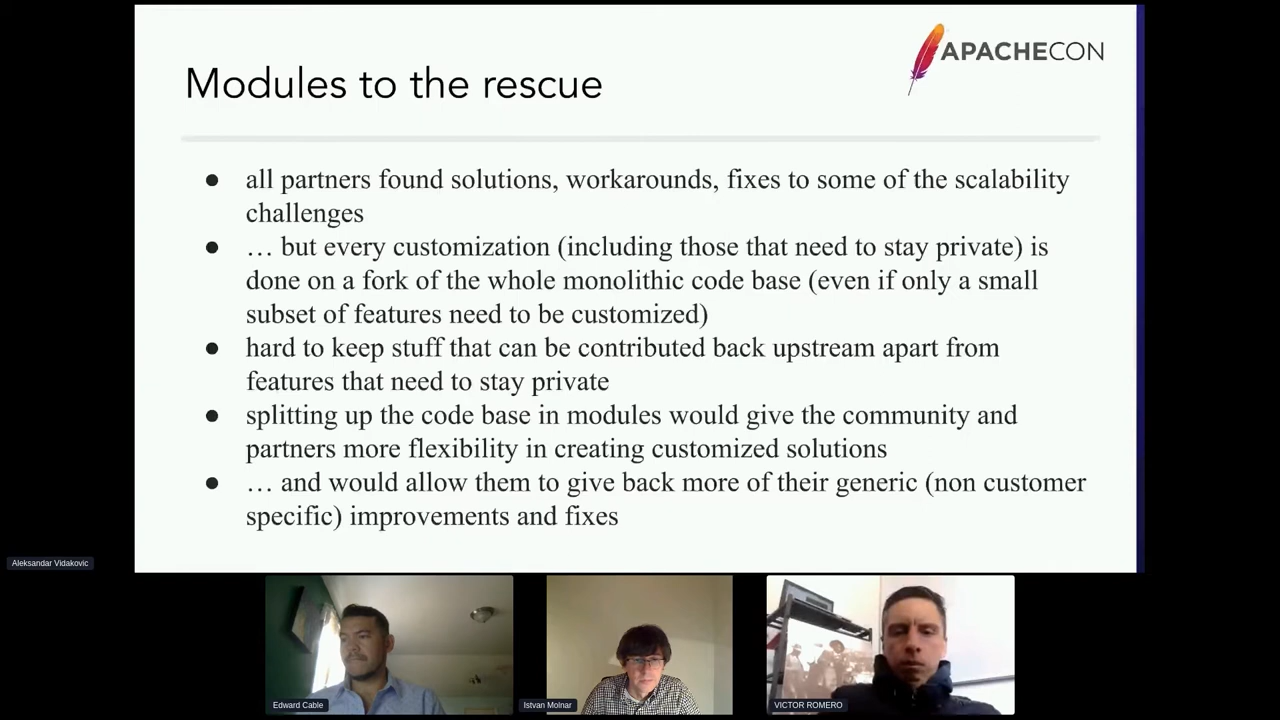 APACHECON
Modules to the rescue
● all partners found solutions, workarounds, fixes to some of the scalability
challenges
● … but every customization (including those that need to stay private) is
done on a fork of the whole monolithic code base (even if only a small
subset of features need to be customized)
● hard to keep stuff that can be contributed back upstream apart from
features that need to stay private
● splitting up the code base in modules would give the community and
partners more flexibility in creating customized solutions
● … and would allow them to give back more of their generic (non customer
specific) improvements and fixes
Aleksandar Vidakovic
Edward Cable
Istvan Molnar
VICTOR ROMERO